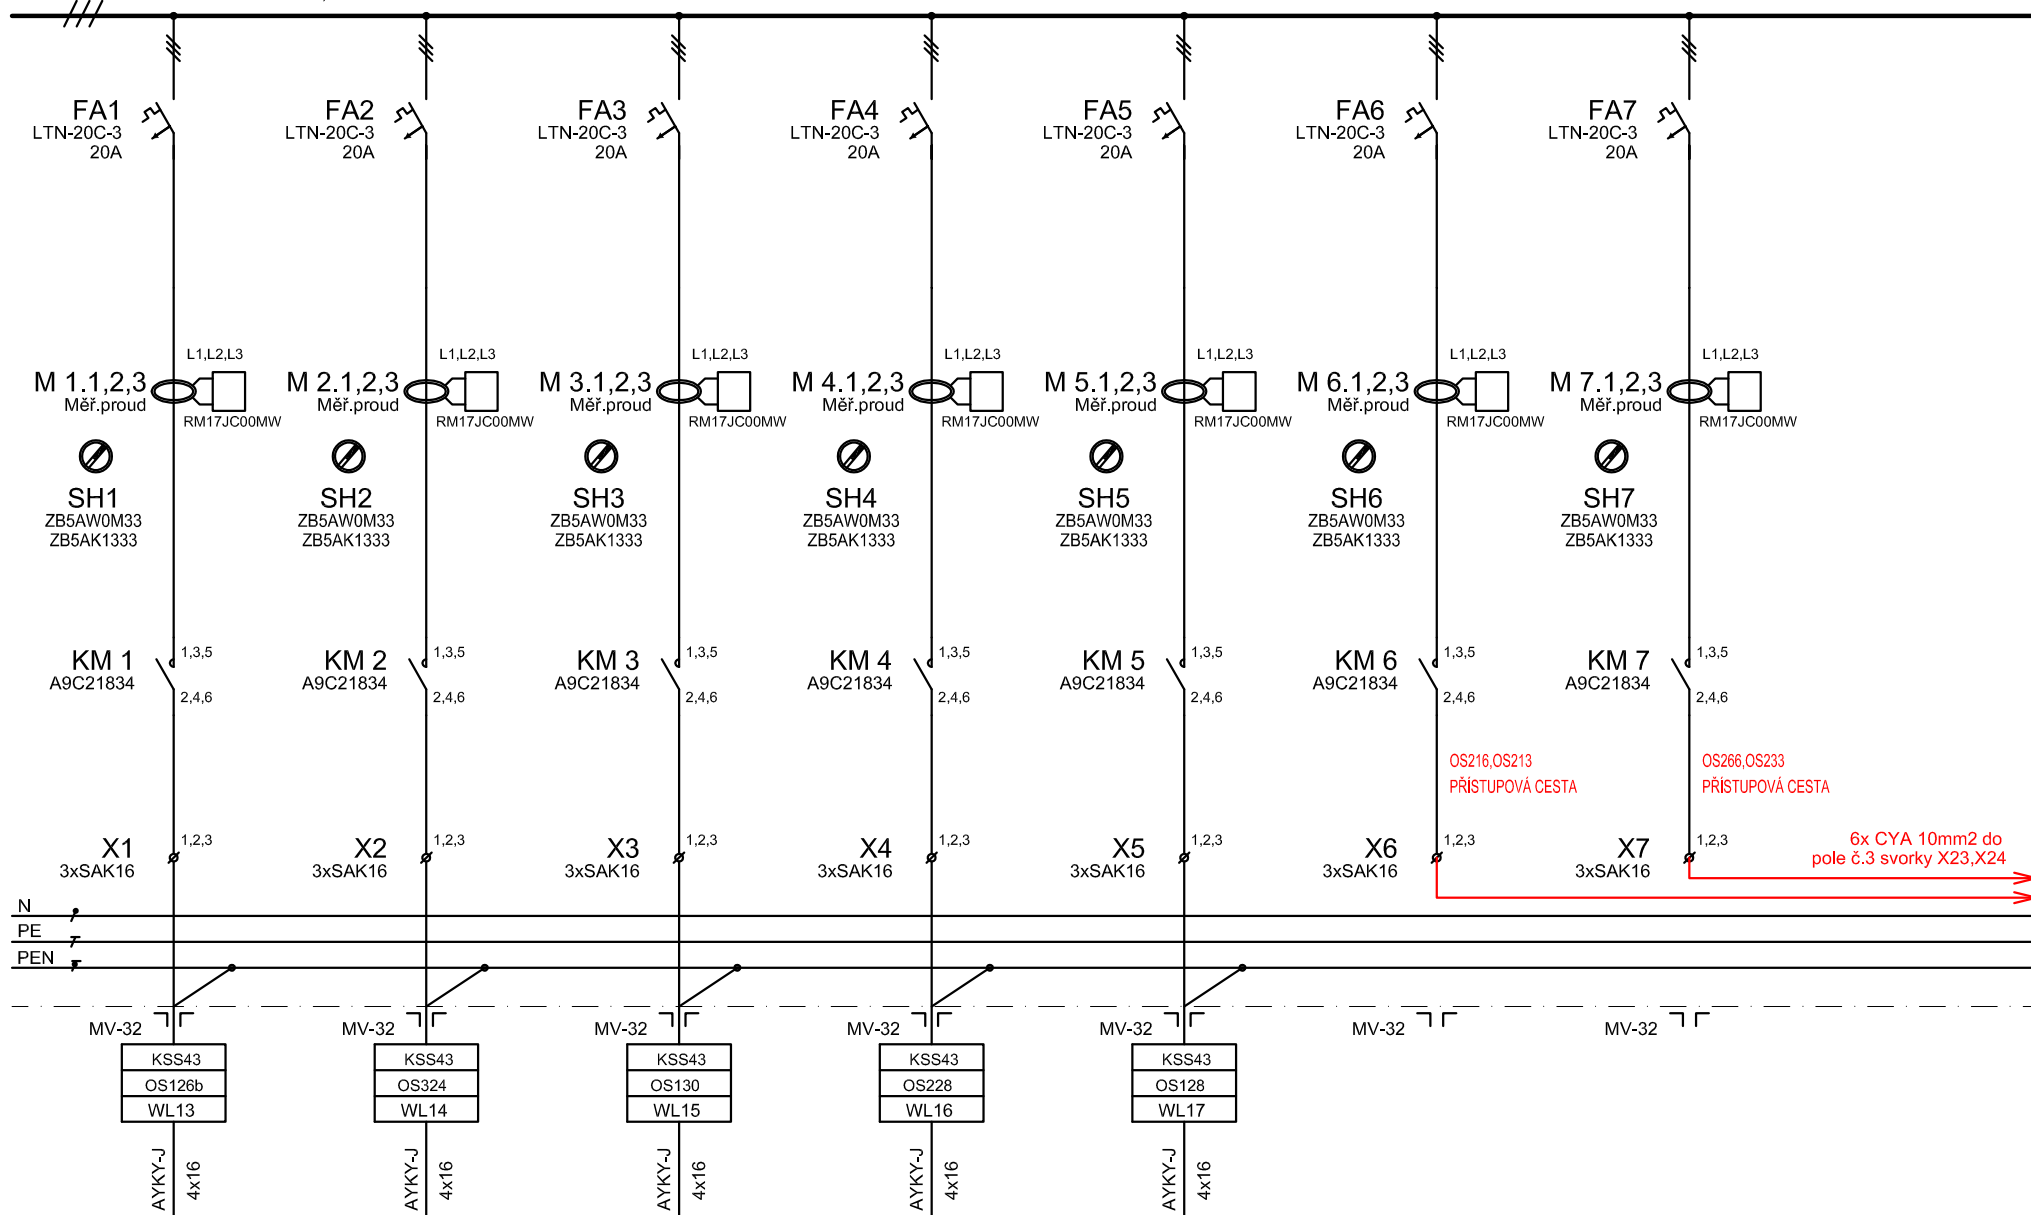 FA1 FA2 FA3 FA4 FA5 FA6 FA7
LTN-20C-3 LTN-20C-3 LTN-20C-3 LTN-20C-3 LTN-20C-3 LTN-20C-3 LTN-20C-3
20A 20A 20A 20A 20A 20A 20A
L1,L2,L3 L1,L2,L3 L1,L2,L3 L1,L2,L3 L1,L2,L3 L1,L2,L3 L1,L2,L3
M 1.1,2,3 M 2.1,2,3 M 3.1,2,3 M 4.1,2,3 M 5.1,2,3 M 6.1,2,3 M 7.1,2,3
Měř.proud Měř.proud Měř.proud Měř.proud Měř.proud Měř.proud Měř.proud
RM17JC00MW RM17JC00MW RM17JC00MW RM17JC00MW RM17JC00MW RM17JC00MW RM17JC00MW
SH1 SH2 SH3 SH4 SH5 SH6 SH7
ZB5AW0M33 ZB5AW0M33 ZB5AW0M33 ZB5AW0M33 ZB5AW0M33 ZB5AW0M33 ZB5AW0M33
ZB5AK1333 ZB5AK1333 ZB5AK1333 ZB5AK1333 ZB5AK1333 ZB5AK1333 ZB5AK1333
KM 1 1,3,5 KM 2 1,3,5 KM 3 1,3,5 KM 4 1,3,5 KM 5 1,3,5 KM 6 1,3,5 KM 7 1,3,5
A9C21834 A9C21834 A9C21834 A9C21834 A9C21834 A9C21834 A9C21834
2,4,6 2,4,6 2,4,6 2,4,6 2,4,6 2,4,6 2,4,6
OS216,OS213 OS266,OS233
PŘÍSTUPOVÁ CESTA PŘÍSTUPOVÁ CESTA
X1 1,2,3 X2 1,2,3 X3 1,2,3 X4 1,2,3 X5 1,2,3 X6 1,2,3 X7 1,2,3
3xSAK16 3xSAK16 3xSAK16 3xSAK16 3xSAK16 3xSAK16 3xSAK16
6x CYA 10mm2 do
pole č.3 svorky X23,X24
N
PE
PEN
MV-32 MV-32 MV-32 MV-32 MV-32 MV-32 MV-32
KSS43 KSS43 KSS43 KSS43 KSS43
OS126b OS324 OS130 OS228 OS128
WL13 WL14 WL15 WL16 WL17
AYKY-J AYKY-J AYKY-J AYKY-J AYKY-J
4x16 4x16 4x16 4x16 4x16